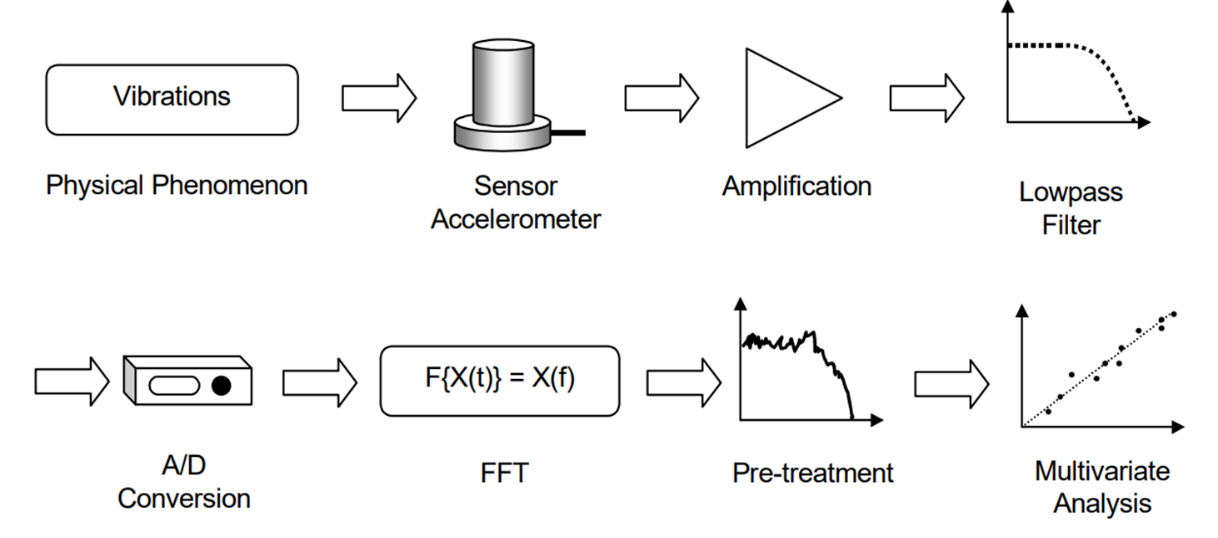 Vibrations
Physical Phenomenon
Sensor
Accelerometer
Amplification
Lowpass
Filter
A/D
Conversion
F{X(t)} = X(f)
FFT
Pre-treatment
Multivariate
Analysis